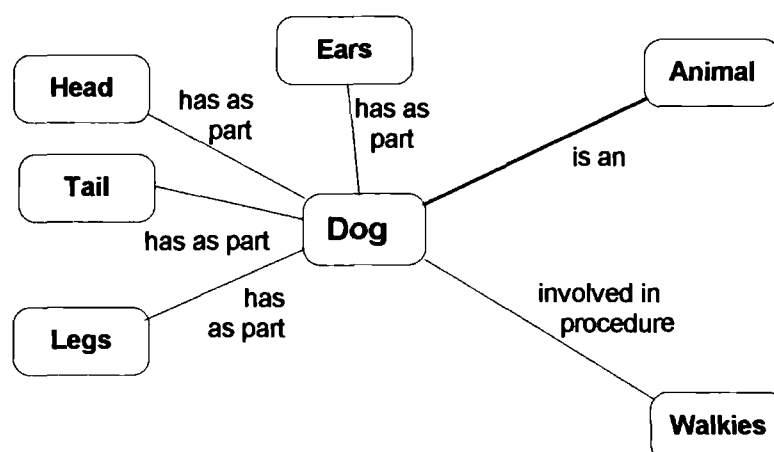 Ears
Head
Animal
has as
part
has as
part
is an
Tail
Dog
has as part
has
as part
involved in
procedure
Legs
Walkies